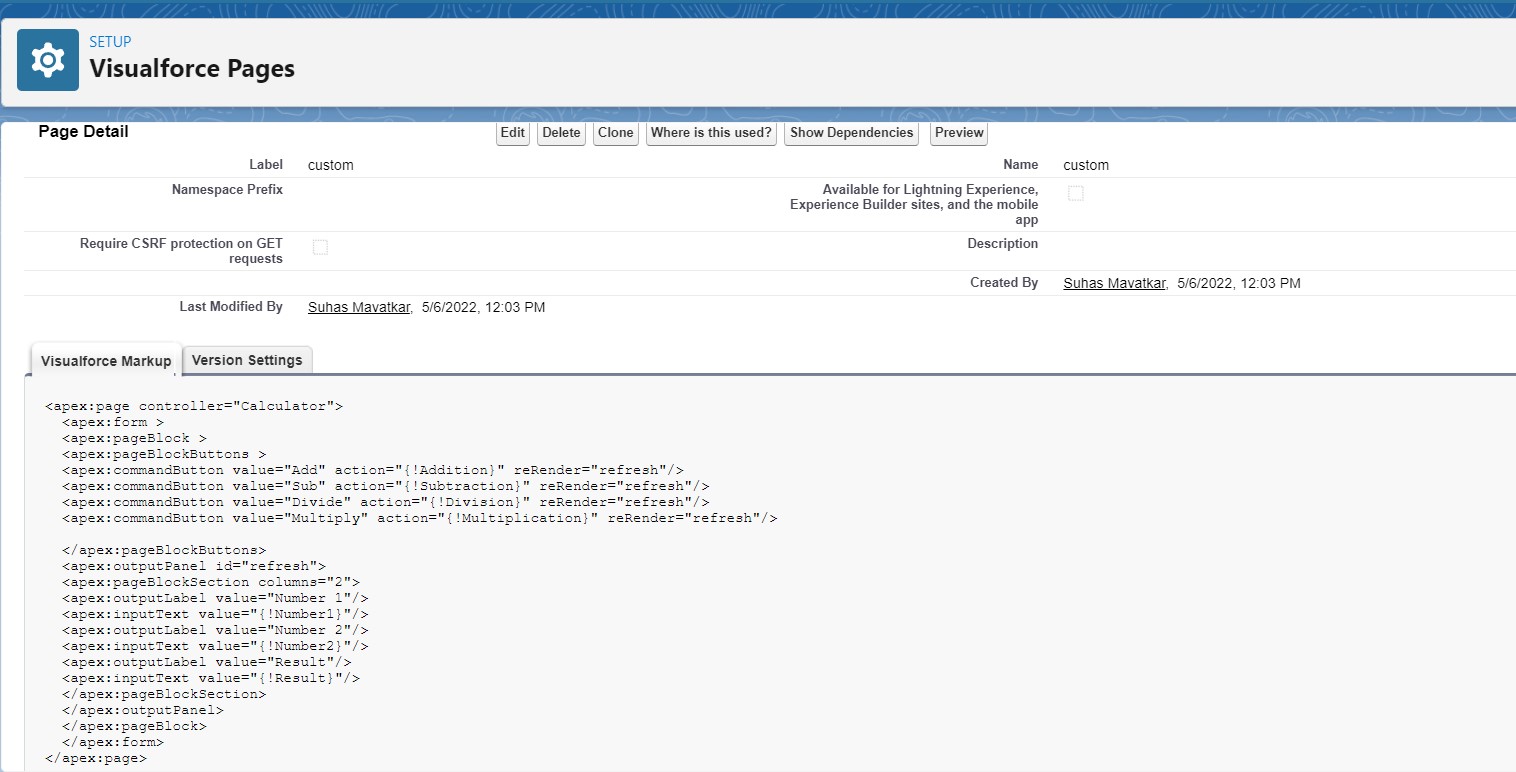 SETUP
Visualforce Pages
Page Detail
Edit Delete Clone Where is this used? Show Dependencies Preview
Label custom Name custom
Namespace Prefix Available for Lightning Experience,
Experience Builder sites, and the mobile
app
Require CSRF protection on GET Description
requests
Created By Suhas Mavatkar, 5/6/2022, 12:03 PM
Last Modified By Suhas Mavatkar, 5/6/2022, 12:03 PM
Visualforce Markup Version Settings
<apex:page controller="Calculator">
<apex:form >
<apex:pageBlock >
<apex:pageBlockButtons >
<apex:commandButton value="Add" action="{!Addition}" reRender="refresh"/>
<apex:commandButton value="Sub" action="{!Subtraction}" reRender="refresh"/>
<apex:commandButton value="Divide" action="{!Division}" reRender="refresh"/>
<apex:commandButton value="Multiply" action="{!Multiplication}" reRender="refresh"/>
</apex:pageBlockButtons>
<apex:outputPanel id="refresh">
<apex:pageBlockSection columns="2">
<apex:outputLabel value="Number 1"/>
<apex:inputText value="{!Number1}"/>
<apex:outputLabel value="Number 2"/>
<apex:inputText value="{!Number2}"/>
<apex:outputLabel value="Result"/>
<apex:inputText value="{!Result}"/>
</apex:pageBlockSection>
</apex:outputPanel>
</apex:pageBlock>
</apex:form>
</apex:page>